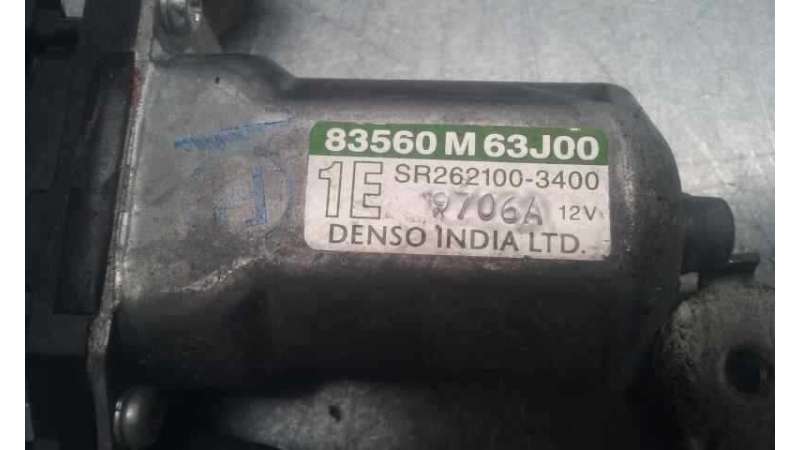 83560 M 63J00
1E SR262100-3400
9706A 12V
DENSO INDIA LTD.